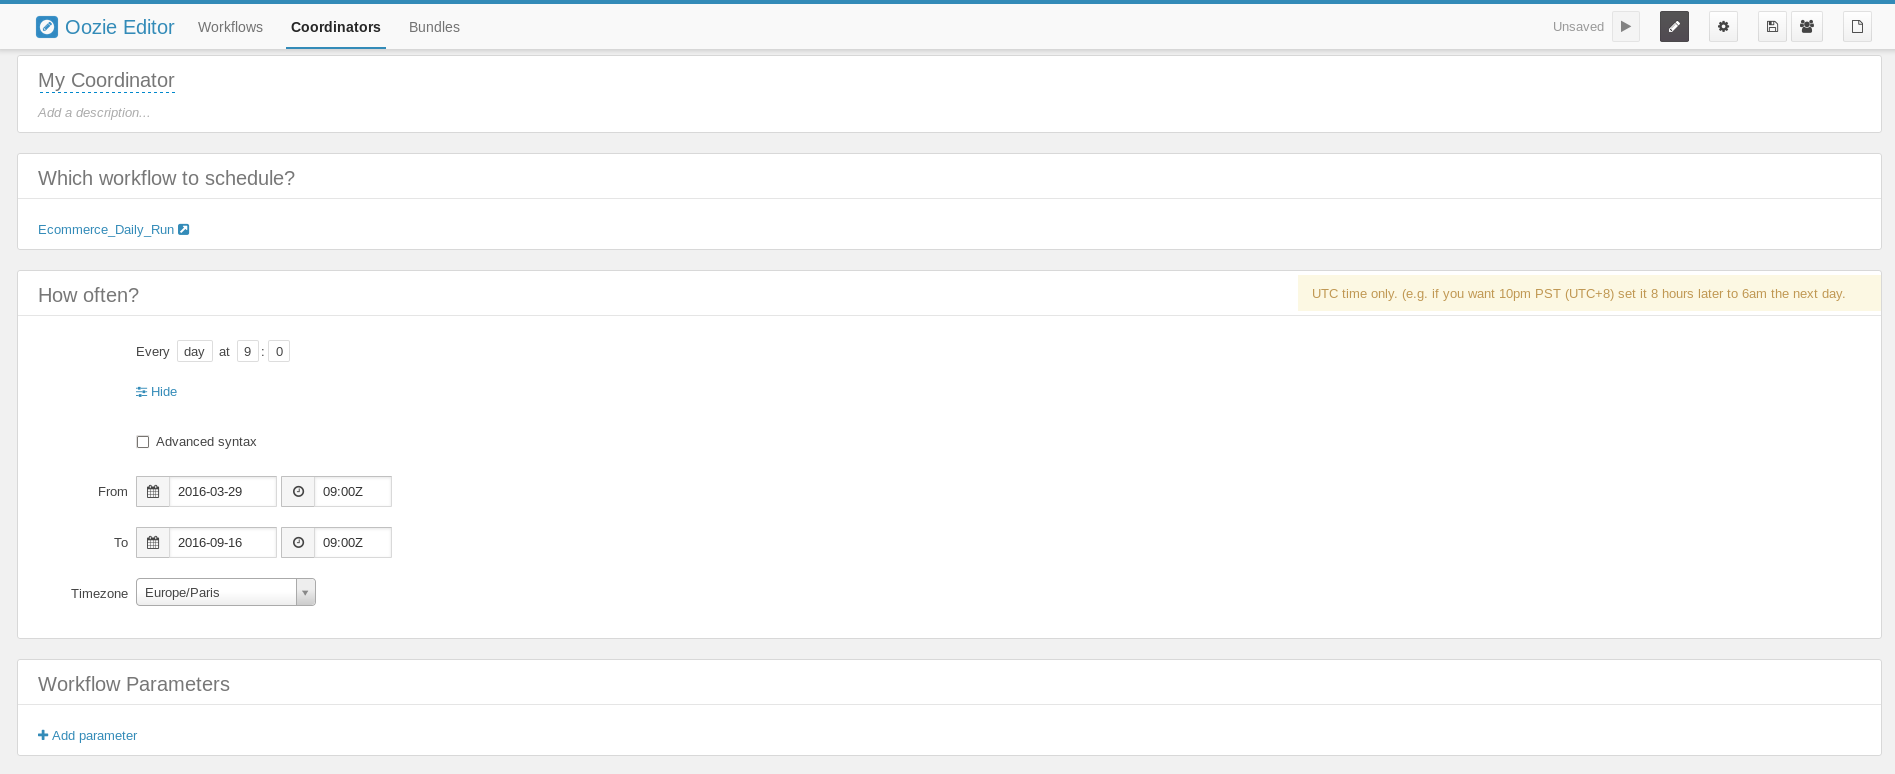 Oozie Editor Workflows Coordinators Bundles Unsaved
My Coordinator
Add a description...
Which workflow to schedule?
Ecommerce_Daily_Run
How often?
UTC time only. (e.g. if you want 10pm PST (UTC+8) set it 8 hours later to 6am the next day.
Every day at 9 : 0
Hide
Advanced syntax
From 2016-03-29 09:00Z
To 2016-09-16 09:00Z
Timezone Europe/Paris
Workflow Parameters
Add parameter